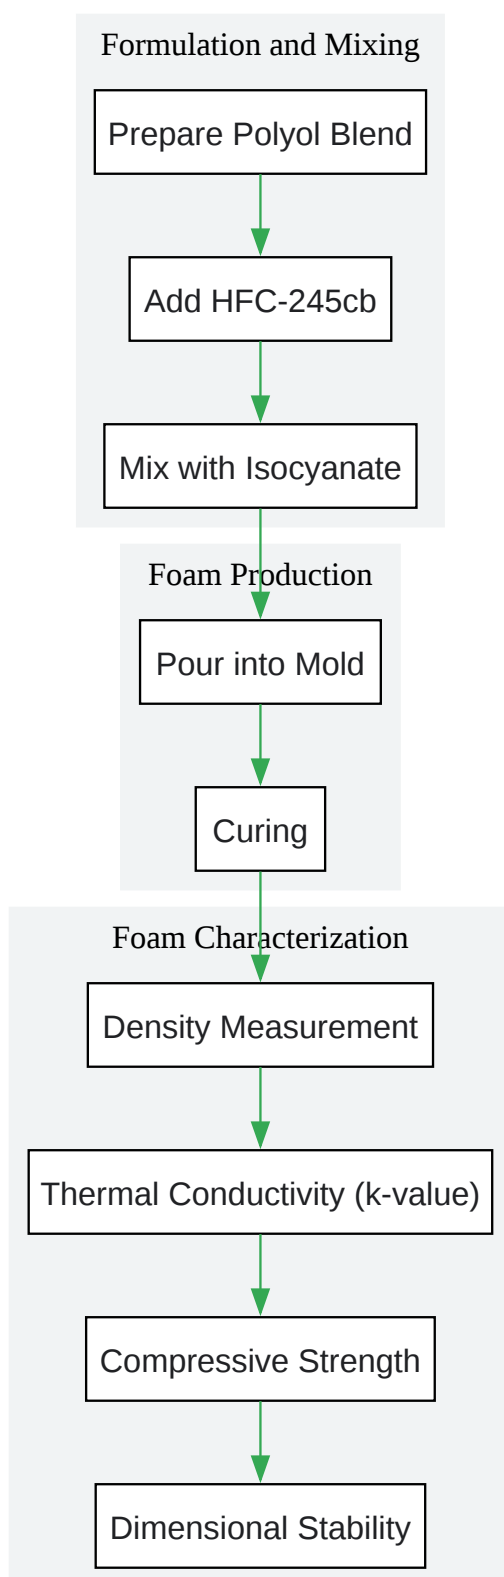 Formulation and Mixing
Prepare Polyol Blend
Add HFC-245cb
Mix with Isocyanate
Foam Production
Pour into Mold
Curing
Foam Characterization
Density Measurement
Thermal Conductivity (k-value)
Compressive Strength
Dimensional Stability